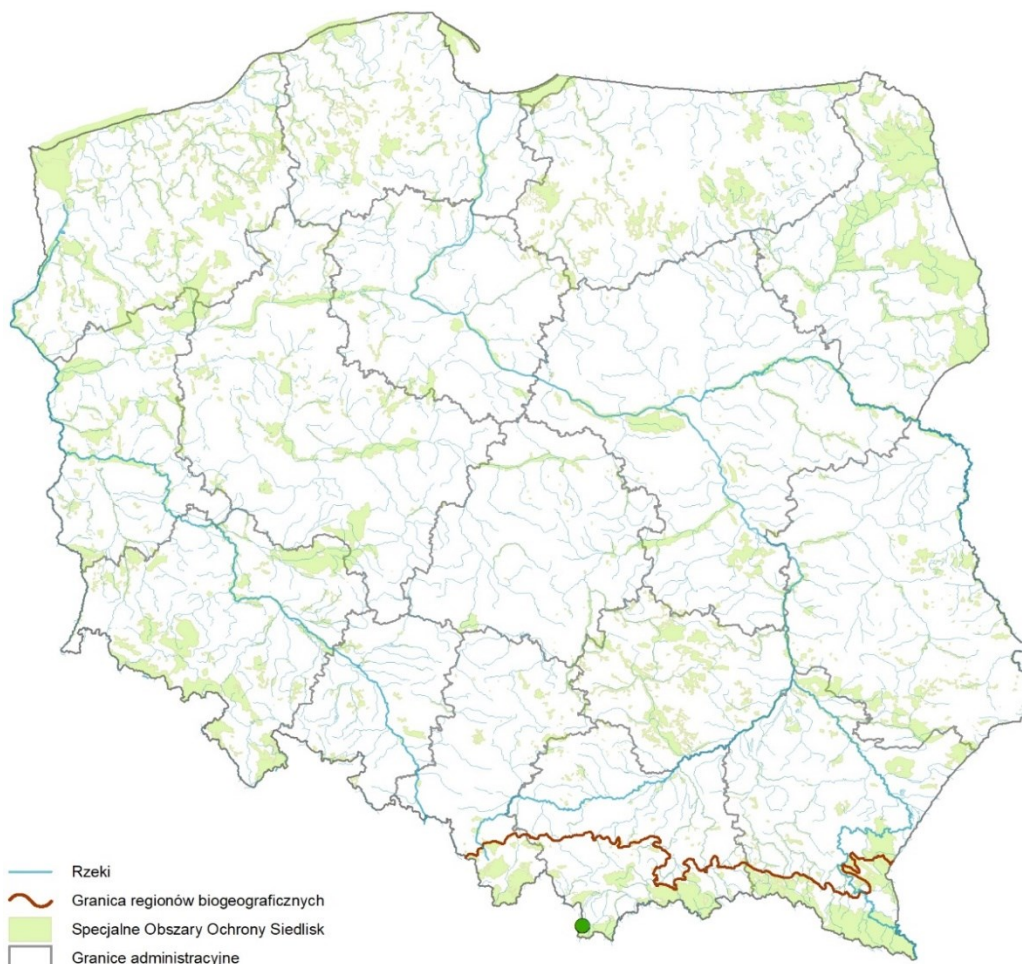 Rzeki
Granica regionów biogeograficznych
Specjalne Obszary Ochrony Siedlisk
Granice administracyjne